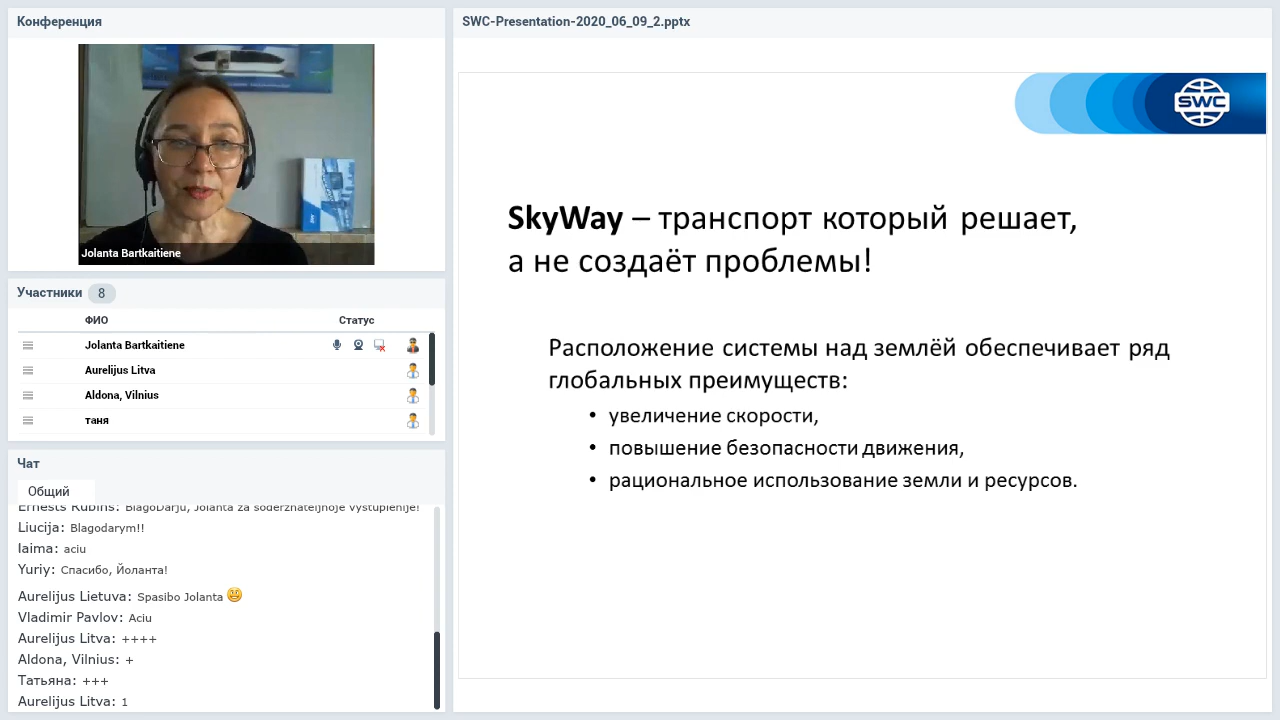 Конференция
Jolanta Bartkaitiene
Участники 8
ФИО Статус
Jolanta Bartkaitiene
Aurelijus Litva
Aldona, Vilnius
таня
Чат
Общий
Ernests Rubins: BlagoDarju, Jolanta za soderzhateljnoje vystuplenije!
Liucija: Blagodarym!!
laima: aciu
Yuriy: Спасибо, Йоланта!
Aurelijus Lietuva: Spasibo Jolanta
Vladimir Pavlov: Aciu
Aurelijus Litva: ++++
Aldona, Vilnius: +
Татьяна: +++
Aurelijus Litva: 1
SWC-Presentation-2020_06_09_2.pptx
SWC
SkyWay – транспорт который решает,
а не создаёт проблемы!
Расположение системы над землёй обеспечивает ряд
глобальных преимуществ:
• увеличение скорости,
• повышение безопасности движения,
• рациональное использование земли и ресурсов.